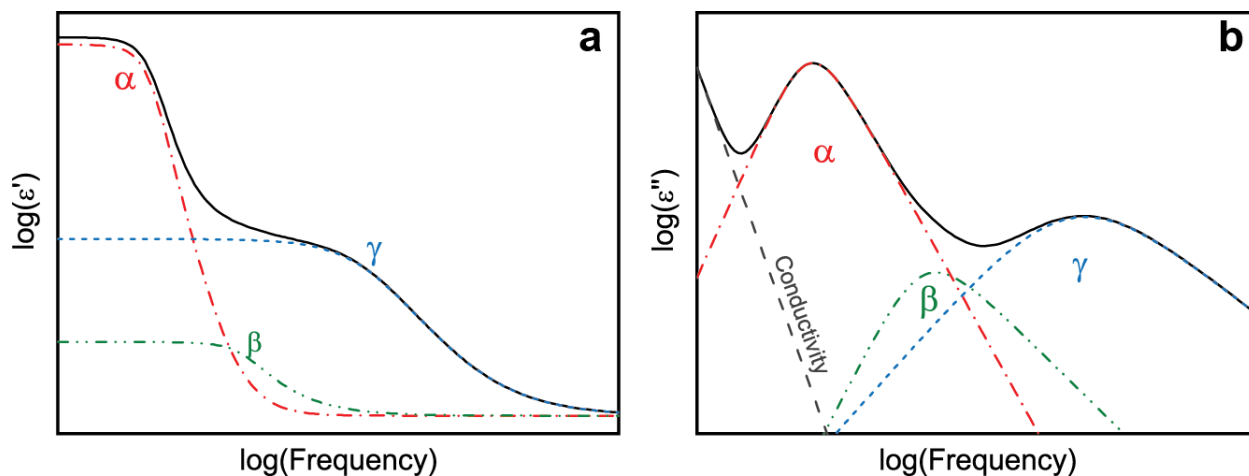 a
α
γ
β
log(ε')
log(Frequency)
b
α
γ
β
Conductivity
log(ε'')
log(Frequency)